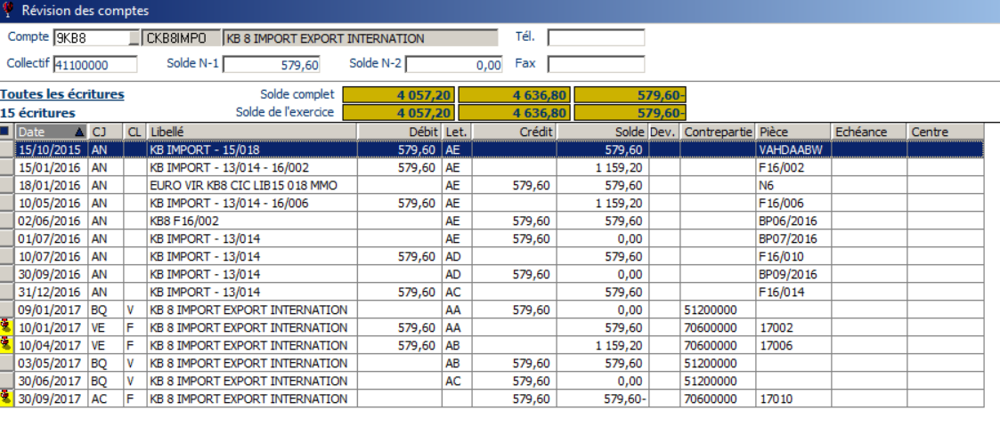 Révision des comptes
Compte 9KB8 CKB8IMPO KB 8 IMPORT EXPORT INTERNATION Tél.
Collectif 41100000 Solde N-1 579,60 Solde N-2 0,00 Fax
Toutes les écritures Solde complet 4 057,20 4 636,80 579,60-
15 écritures Solde de l'exercice 4 057,20 4 636,80 579,60-
Date CJ CL Libellé Débit Let. Crédit Solde Dev. Contrepartie Pièce Echéance Centre
15/10/2015 AN KB IMPORT - 15/018 579,60 AE 579,60 VAHDAABW
15/01/2016 AN KB IMPORT - 13/014 - 16/002 579,60 AE 1 159,20 F16/002
18/01/2016 AN EURO VIR KB8 CIC LIB15 018 MMO AE 579,60 579,60 N6
10/05/2016 AN KB IMPORT - 13/014 - 16/006 579,60 AE 1 159,20 F16/006
02/06/2016 AN KB8 F16/002 AE 579,60 579,60 BP06/2016
01/07/2016 AN KB IMPORT - 13/014 AE 579,60 0,00 BP07/2016
10/07/2016 AN KB IMPORT - 13/014 579,60 AD 579,60 F16/010
30/09/2016 AN KB IMPORT - 13/014 AD 579,60 0,00 BP09/2016
31/12/2016 AN KB IMPORT - 13/014 579,60 AC 579,60 F16/014
09/01/2017 BQ V KB 8 IMPORT EXPORT INTERNATION AA 579,60 0,00 51200000
10/01/2017 VE F KB 8 IMPORT EXPORT INTERNATION 579,60 AA 579,60 70600000 17002
10/04/2017 VE F KB 8 IMPORT EXPORT INTERNATION 579,60 AB 1 159,20 70600000 17006
03/05/2017 BQ V KB 8 IMPORT EXPORT INTERNATION AB 579,60 579,60 51200000
30/06/2017 BQ V KB 8 IMPORT EXPORT INTERNATION AC 579,60 0,00 51200000
30/09/2017 AC F KB 8 IMPORT EXPORT INTERNATION 579,60 579,60- 70600000 17010